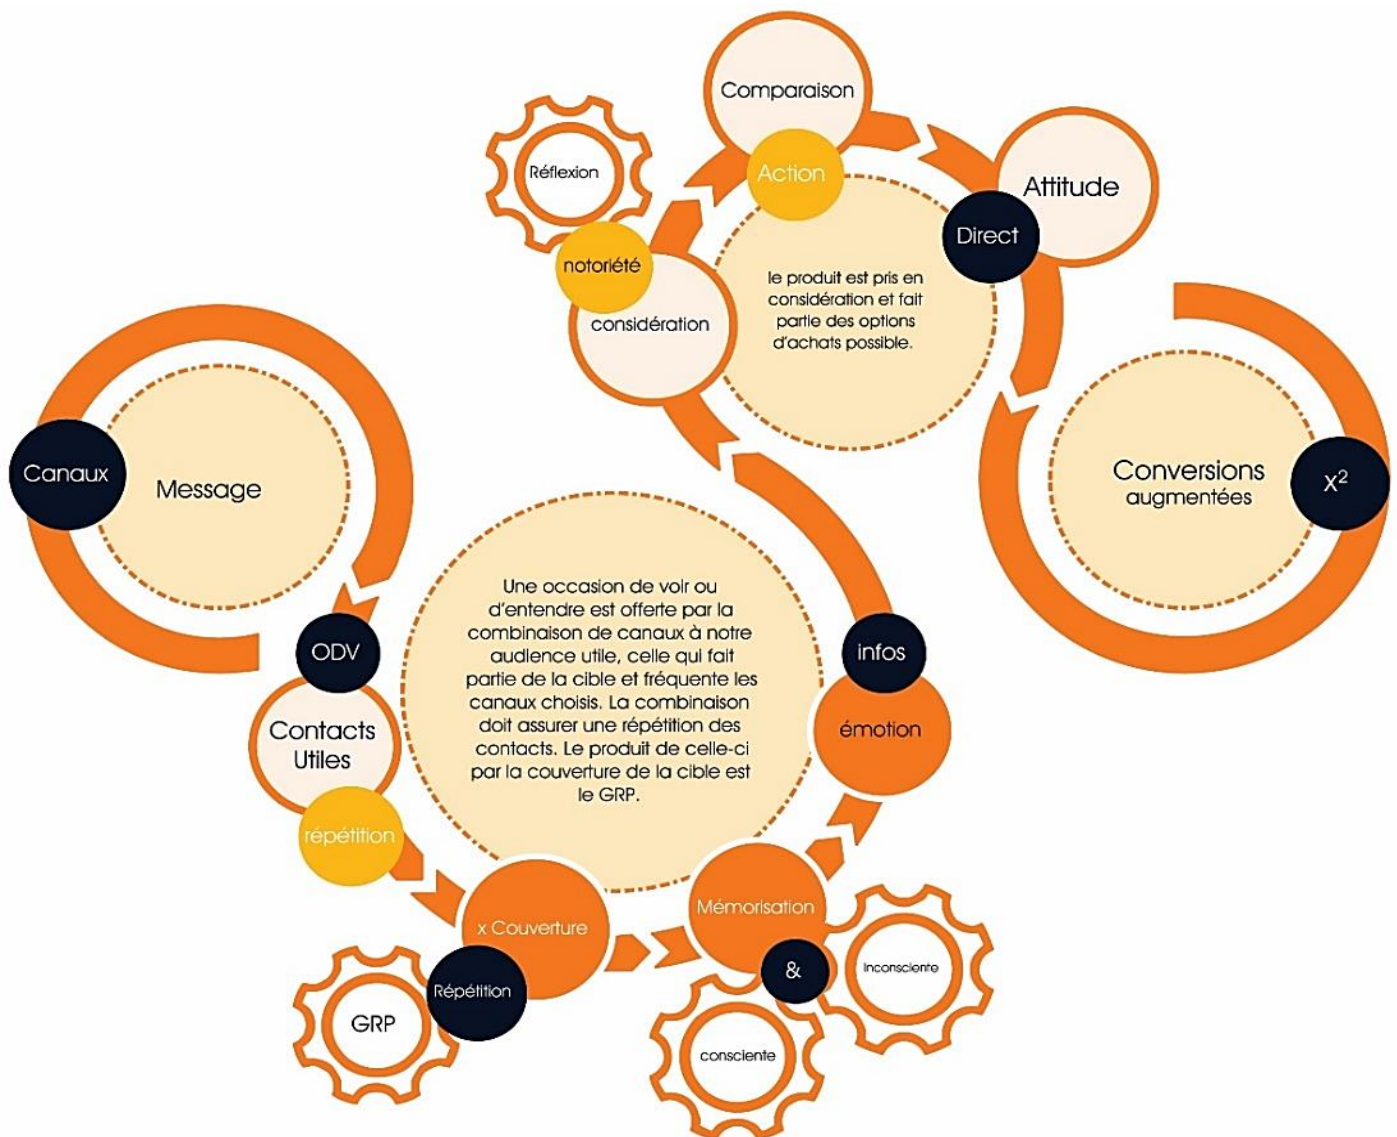 Canaux
Message
ODV
Contacts
Utiles
répétition
Une occasion de voir ou
d'entendre est offerte par la
combinaison de canaux à notre
audience utile, celle qui fait
partie de la cible et fréquente les
canaux choisis. La combinaison
doit assurer une répétition des
contacts. Le produit de celle-ci
par la couverture de la cible est
le GRP.
x Couverture
Répétition
GRP
Mémorisation
&
consciente
Inconsciente
émotion
infos
considération
notoriété
Réflexion
Comparaison
Action
le produit est pris en
considération et fait
partie des options
d'achats possible.
Direct
Attitude
Conversions
augmentées
X²